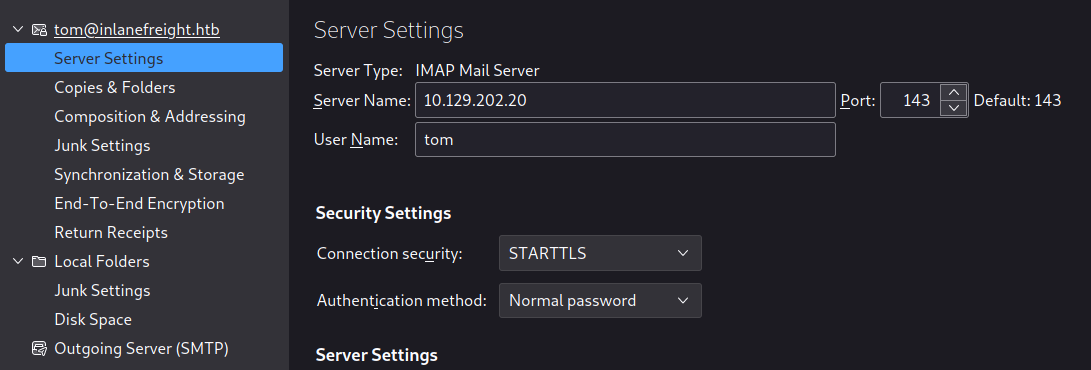 tom@inlanefreight.htb
Server Settings
Copies & Folders
Composition & Addressing
Junk Settings
Synchronization & Storage
End-To-End Encryption
Return Receipts
Local Folders
Junk Settings
Disk Space
Outgoing Server (SMTP)
Server Settings
Server Type: IMAP Mail Server
Server Name: 10.129.202.20 Port: 143 Default: 143
User Name: tom
Security Settings
Connection security: STARTTLS
Authentication method: Normal password
Server Settings